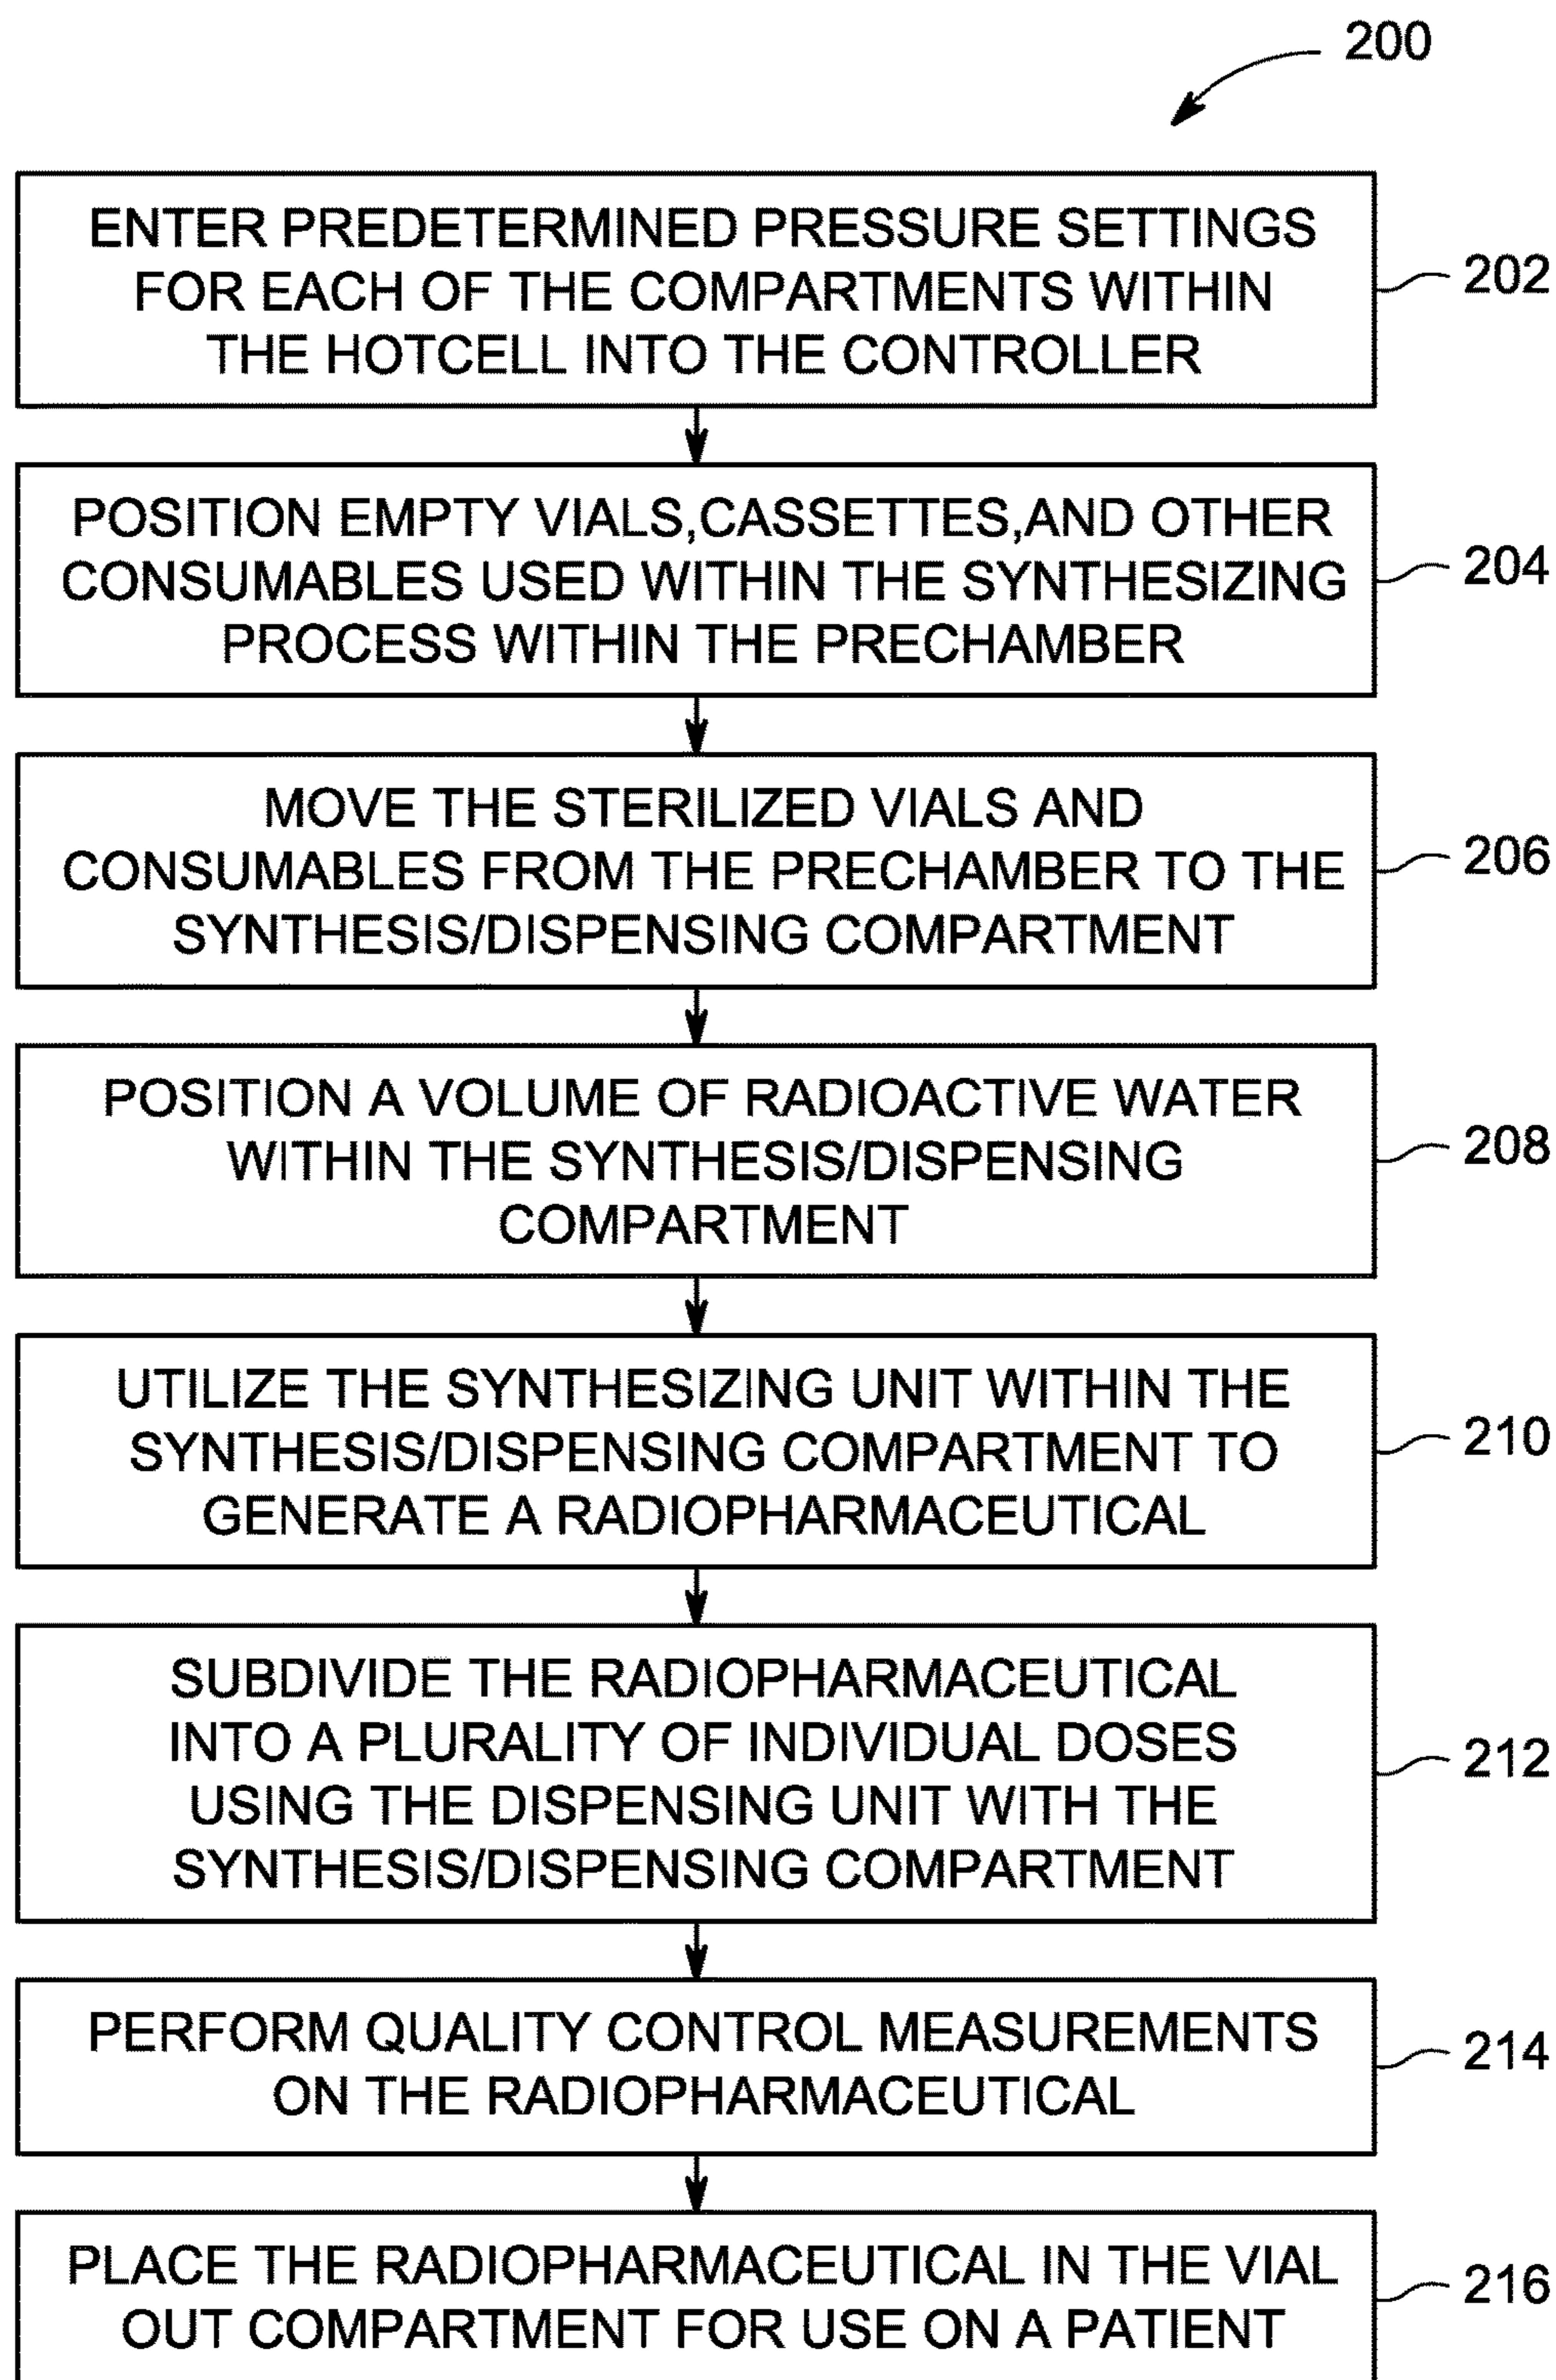 200
ENTER PREDETERMINED PRESSURE SETTINGS
FOR EACH OF THE COMPARTMENTS WITHIN
THE HOTCELL INTO THE CONTROLLER
202
POSITION EMPTY VIALS,CASSETTES,AND OTHER
CONSUMABLES USED WITHIN THE SYNTHESIZING
PROCESS WITHIN THE PRECHAMBER
204
MOVE THE STERILIZED VIALS AND
CONSUMABLES FROM THE PRECHAMBER TO THE
SYNTHESIS/DISPENSING COMPARTMENT
206
POSITION A VOLUME OF RADIOACTIVE WATER
WITHIN THE SYNTHESIS/DISPENSING
COMPARTMENT
208
UTILIZE THE SYNTHESIZING UNIT WITHIN THE
SYNTHESIS/DISPENSING COMPARTMENT TO
GENERATE A RADIOPHARMACEUTICAL
210
SUBDIVIDE THE RADIOPHARMACEUTICAL
INTO A PLURALITY OF INDIVIDUAL DOSES
USING THE DISPENSING UNIT WITH THE
SYNTHESIS/DISPENSING COMPARTMENT
212
PERFORM QUALITY CONTROL MEASUREMENTS
ON THE RADIOPHARMACEUTICAL
214
PLACE THE RADIOPHARMACEUTICAL IN THE VIAL
OUT COMPARTMENT FOR USE ON A PATIENT
216